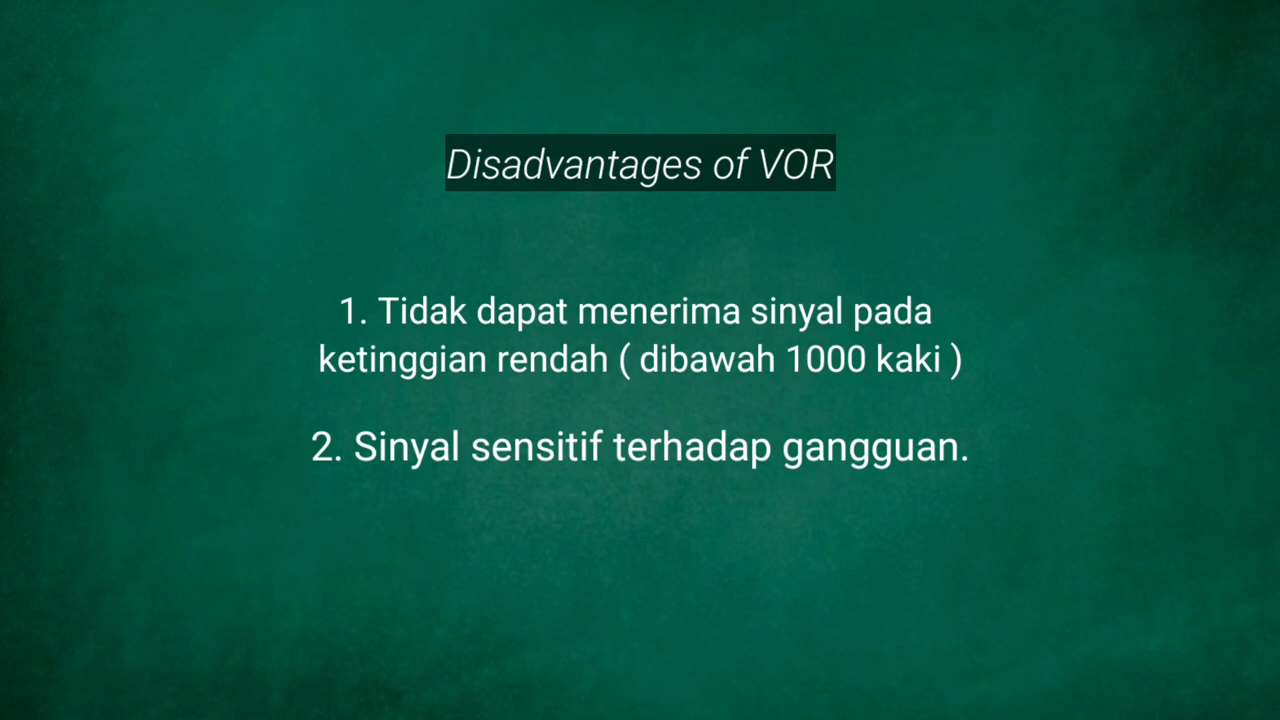 Disadvantages of VOR
1. Tidak dapat menerima sinyal pada
ketinggian rendah ( dibawah 1000 kaki )
2. Sinyal sensitif terhadap gangguan.